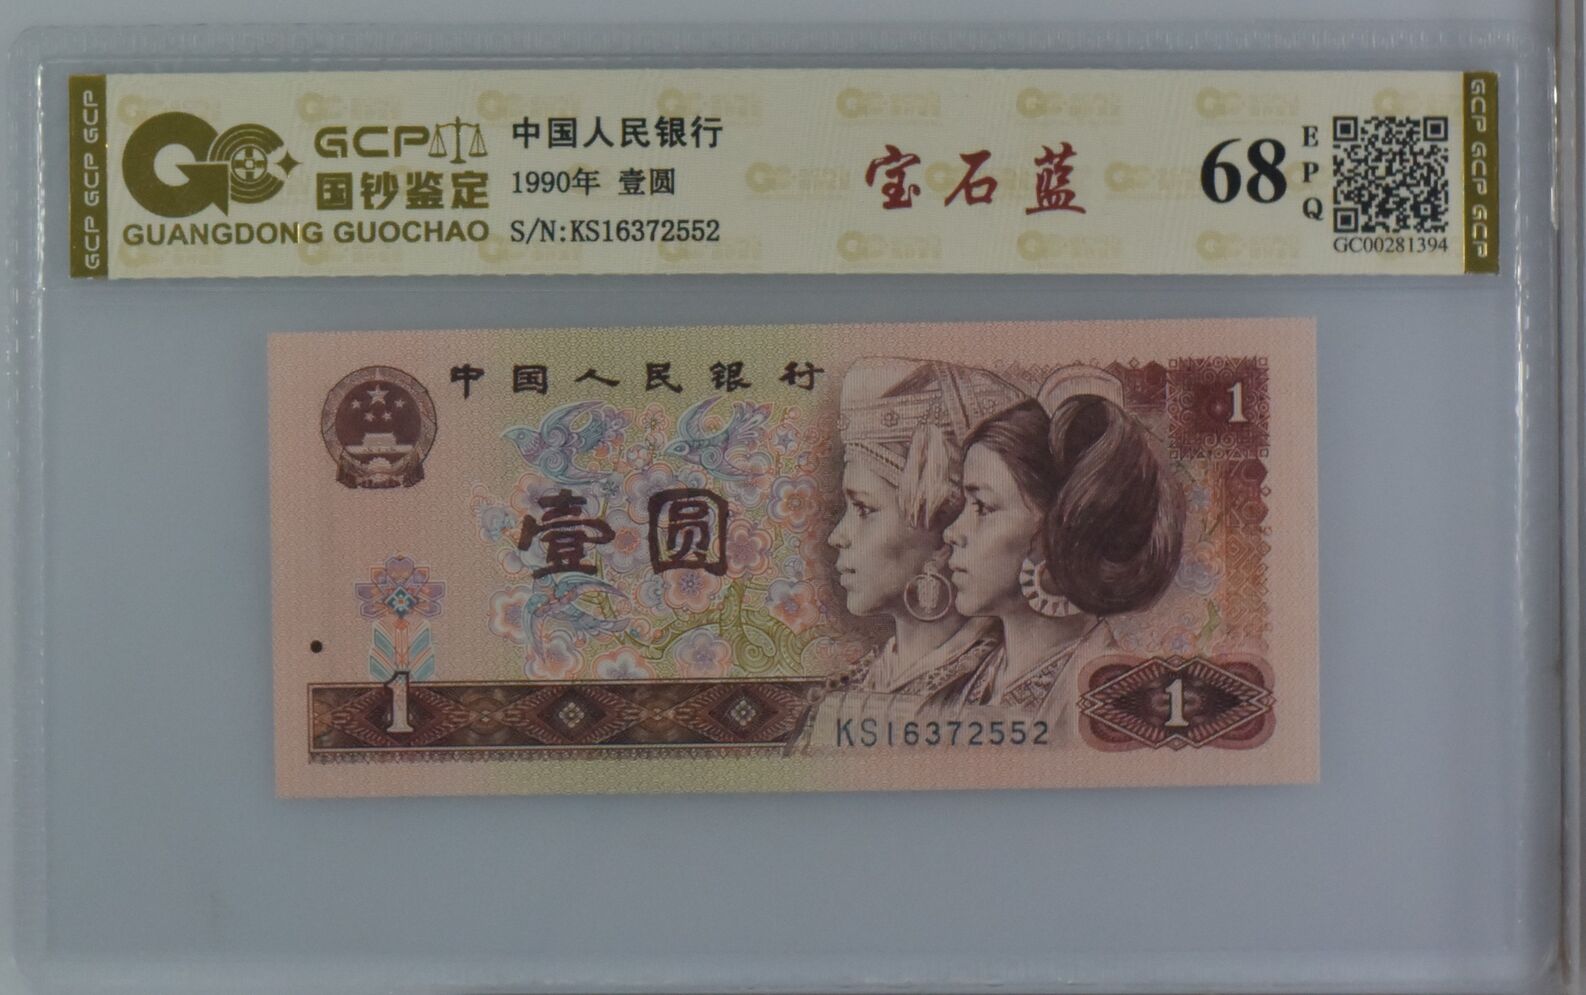 GCP GCP GCP
GCP
国钞鉴定
GUANGDONG GUOCHAO
中国人民银行
1990年 壹圆
S/N:KS16372552
宝石蓝
68
EPQ
GC00281394
GCP GCP GCP
中国人民银行
1
壹圆
1
KS16372552
1